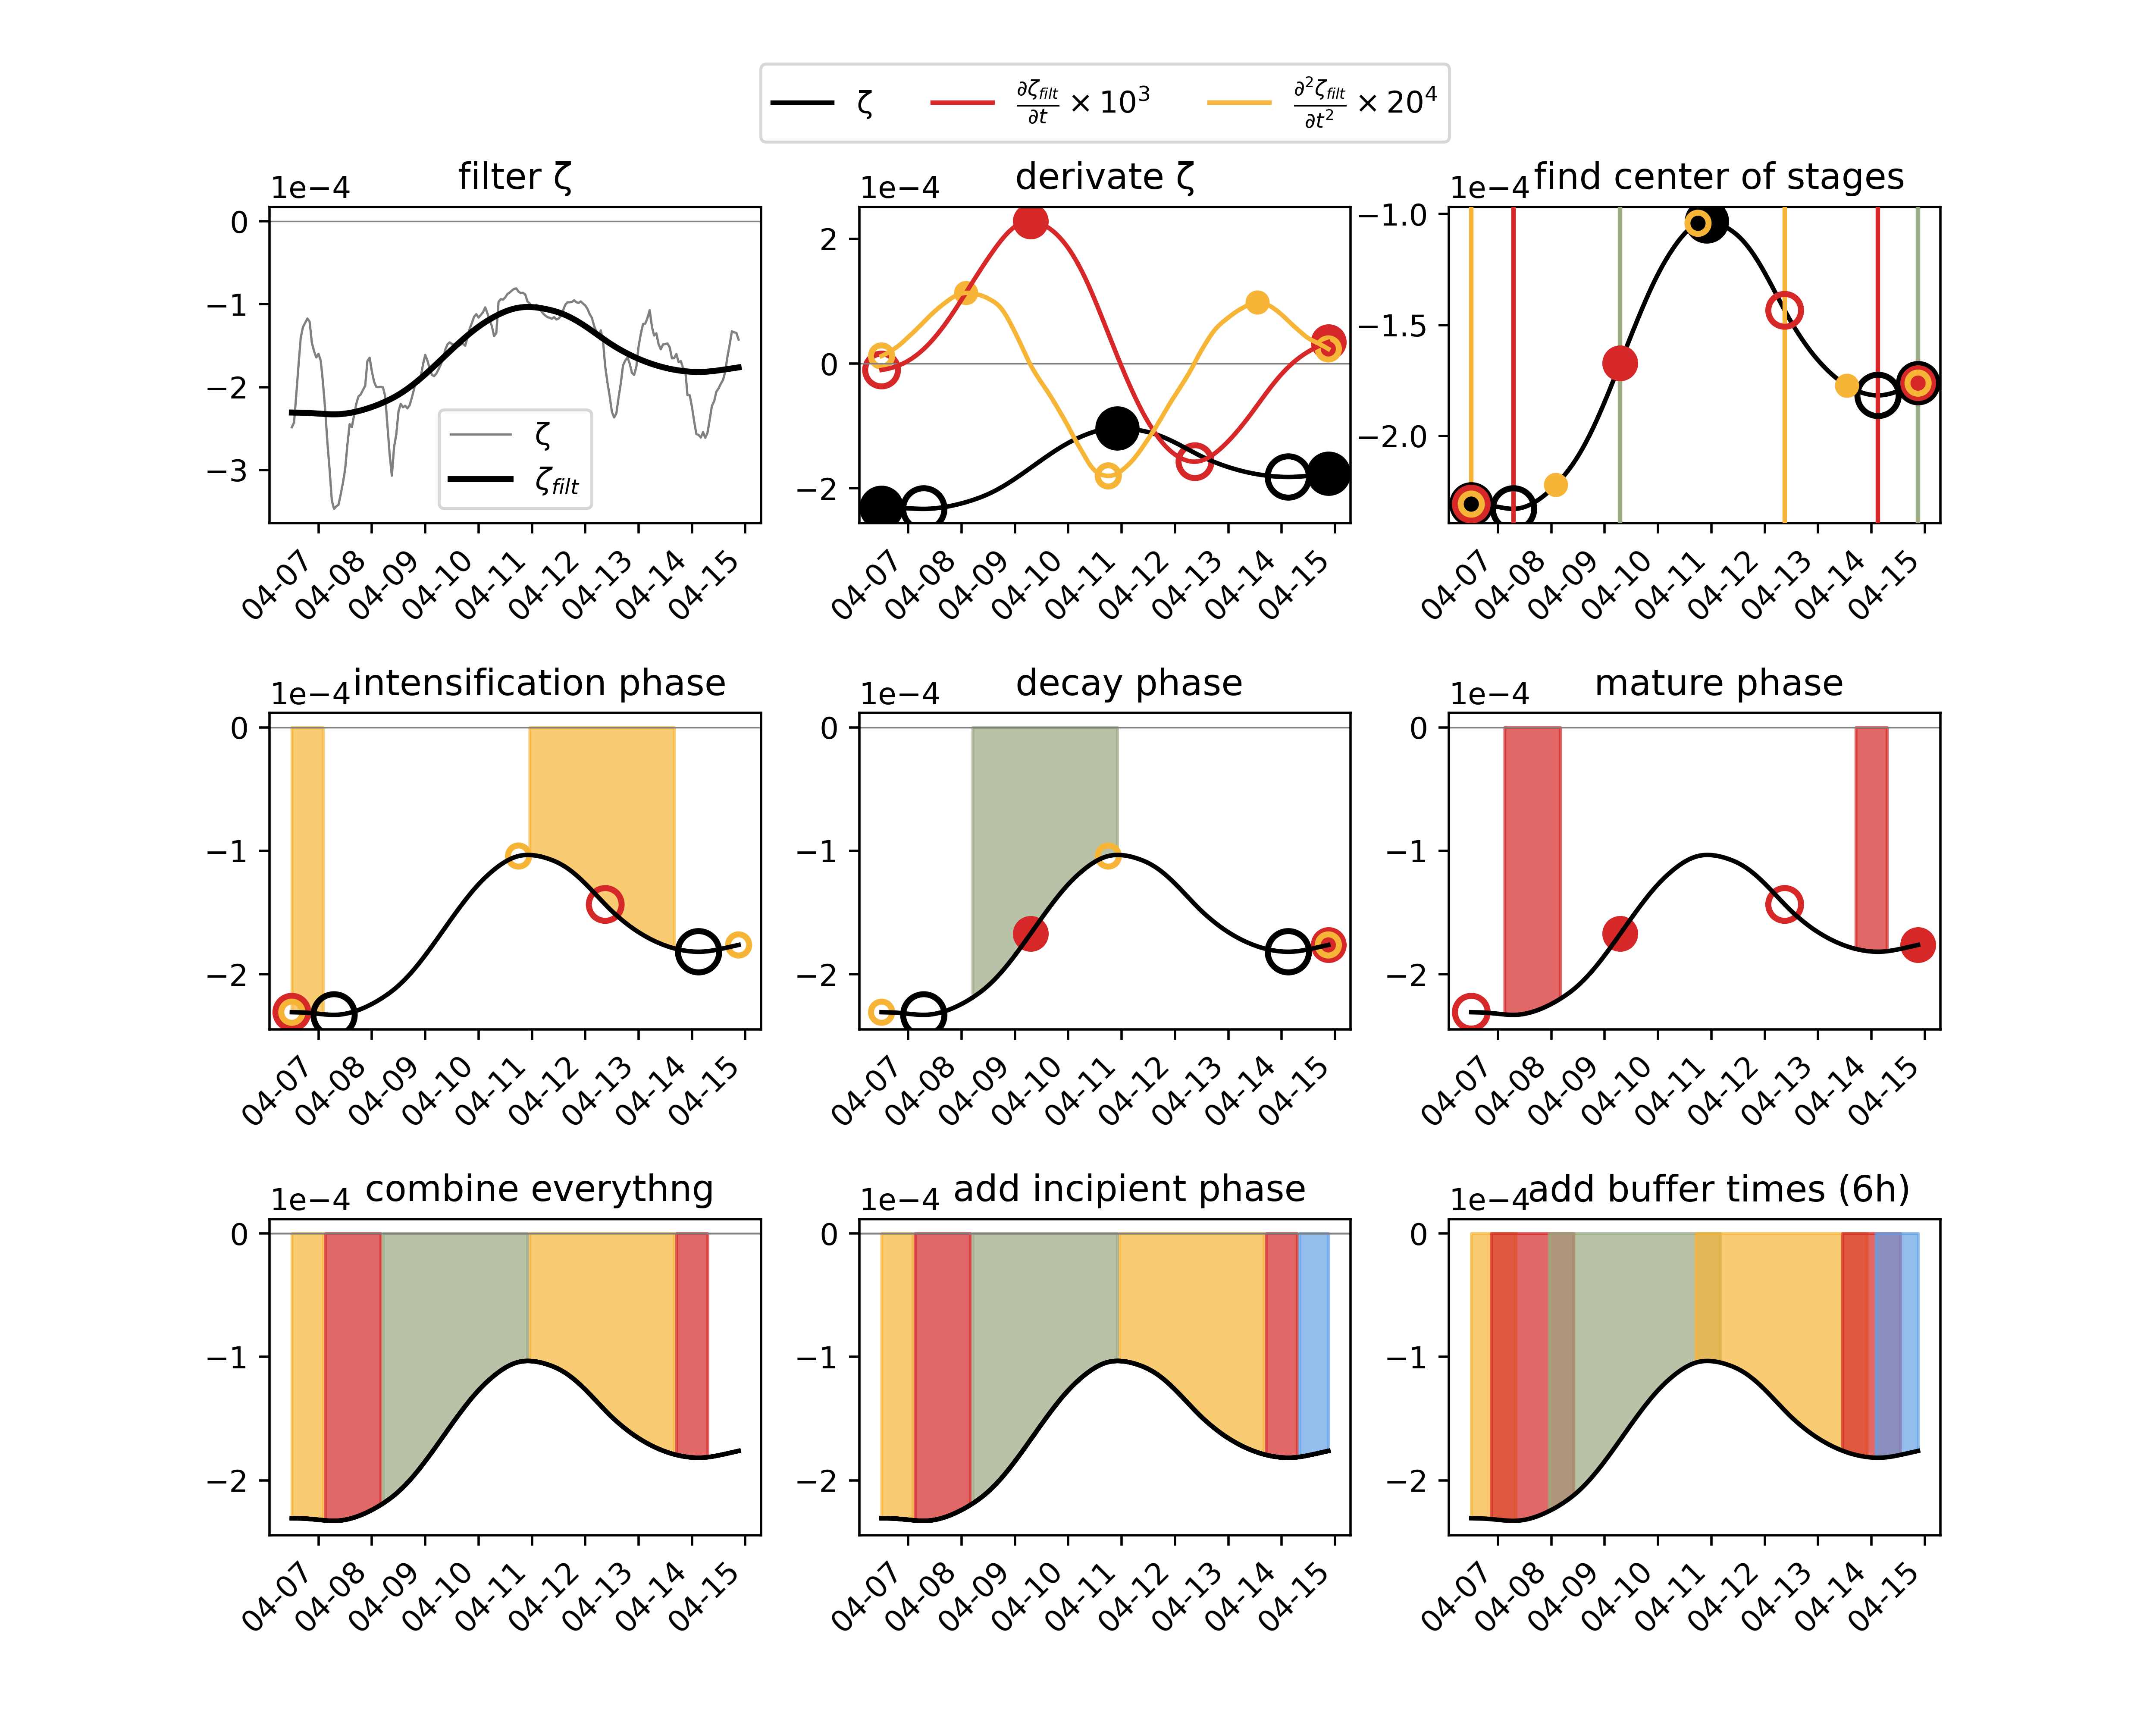 ζ ∂ζ_filt/∂t × 10³ ∂²ζ_filt/∂t² × 20⁴
filter ζ
1e−4
0
−1
−2
−3
ζ
ζ_filt
04-07 04-08 04-09 04-10 04-11 04-12 04-13 04-14 04-15
derivate ζ
1e−4
2
0
−2
04-07 04-08 04-09 04-10 04-11 04-12 04-13 04-14 04-15
find center of stages
1e−4
−1.0
−1.5
−2.0
04-07 04-08 04-09 04-10 04-11 04-12 04-13 04-14 04-15
intensification phase
1e−4
0
−1
−2
04-07 04-08 04-09 04-10 04-11 04-12 04-13 04-14 04-15
decay phase
1e−4
0
−1
−2
04-07 04-08 04-09 04-10 04-11 04-12 04-13 04-14 04-15
mature phase
1e−4
0
−1
−2
04-07 04-08 04-09 04-10 04-11 04-12 04-13 04-14 04-15
combine everythng
1e−4
0
−1
−2
04-07 04-08 04-09 04-10 04-11 04-12 04-13 04-14 04-15
add incipient phase
1e−4
0
−1
−2
04-07 04-08 04-09 04-10 04-11 04-12 04-13 04-14 04-15
add buffer times (6h)
1e−4
0
−1
−2
04-07 04-08 04-09 04-10 04-11 04-12 04-13 04-14 04-15